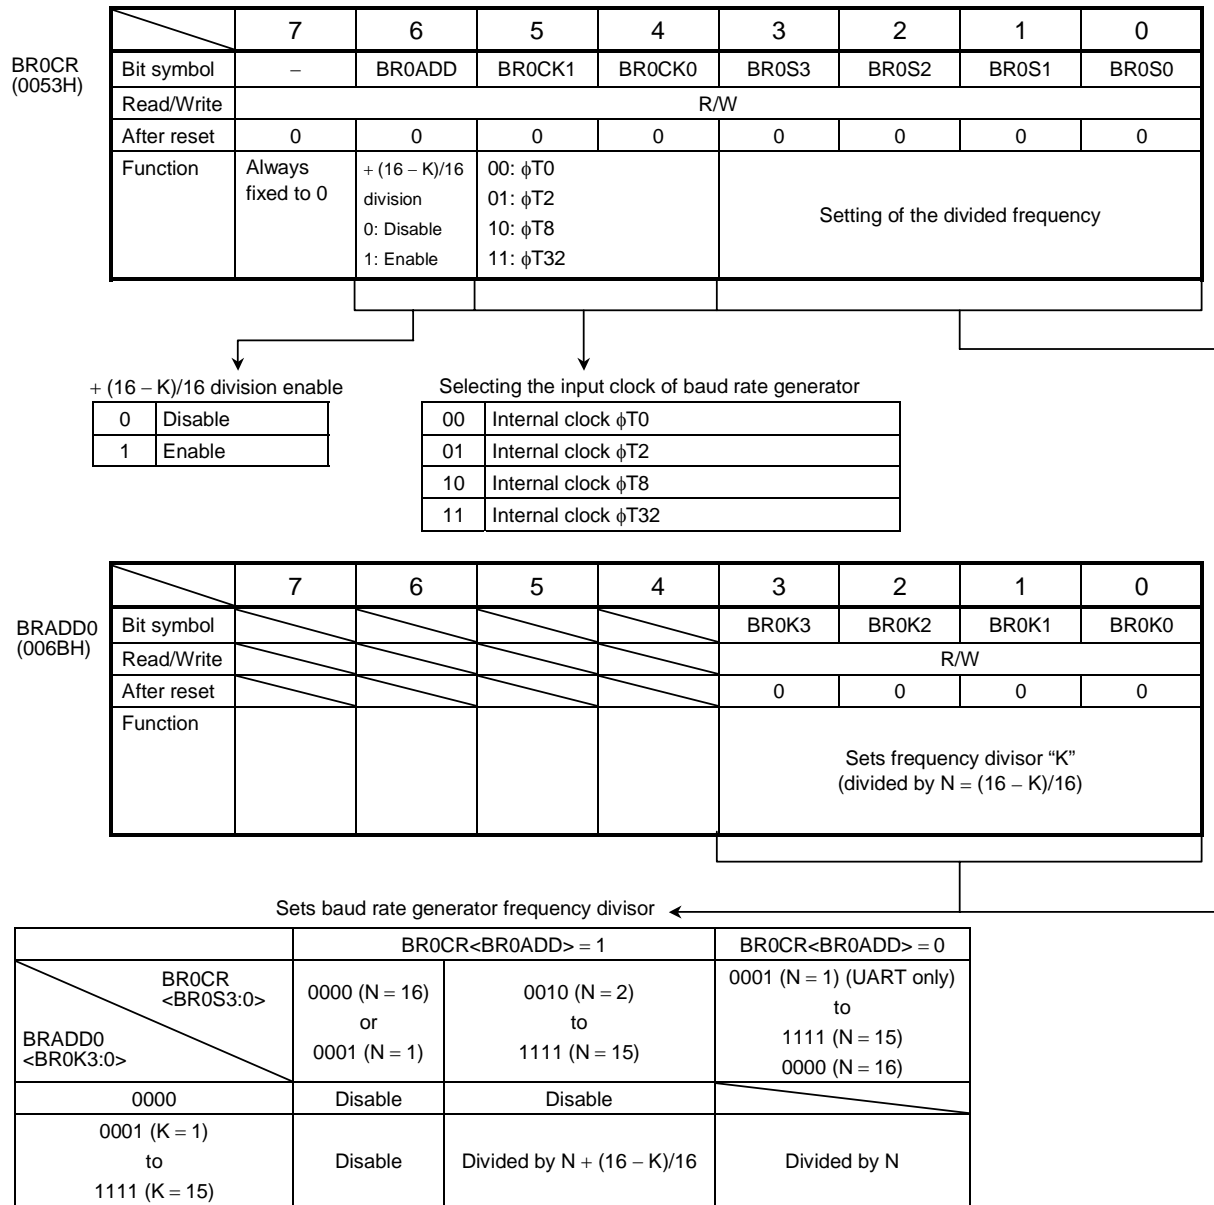 7 6 5 4 3 2 1 0
BR0CR
(0053H)
Bit symbol – BR0ADD BR0CK1 BR0CK0 BR0S3 BR0S2 BR0S1 BR0S0
Read/Write R/W
After reset 0 0 0 0 0 0 0 0
Function
Always
fixed to 0
+ (16 – K)/16
division
0: Disable
1: Enable
00: ϕT0
01: ϕT2
10: ϕT8
11: ϕT32
Setting of the divided frequency
+ (16 – K)/16 division enable
0 Disable
1 Enable
Selecting the input clock of baud rate generator
00 Internal clock ϕT0
01 Internal clock ϕT2
10 Internal clock ϕT8
11 Internal clock ϕT32
7 6 5 4 3 2 1 0
BRADD0
(006BH)
Bit symbol BR0K3 BR0K2 BR0K1 BR0K0
Read/Write R/W
After reset 0 0 0 0
Function
Sets frequency divisor “K”
(divided by N = (16 – K)/16)
Sets baud rate generator frequency divisor
BR0CR<BR0ADD> = 1 BR0CR<BR0ADD> = 0
BR0CR
<BR0S3:0>
BRADD0
<BR0K3:0>
0000 (N = 16)
or
0001 (N = 1)
0010 (N = 2)
to
1111 (N = 15)
0001 (N = 1) (UART only)
to
1111 (N = 15)
0000 (N = 16)
0000 Disable Disable
0001 (K = 1)
to
1111 (K = 15)
Disable
Divided by N + (16 – K)/16
Divided by N